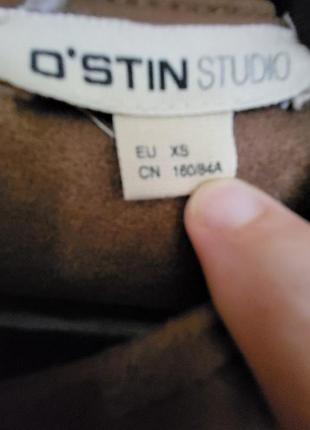 O'STIN STUDIO
EU XS
CN 160/84A